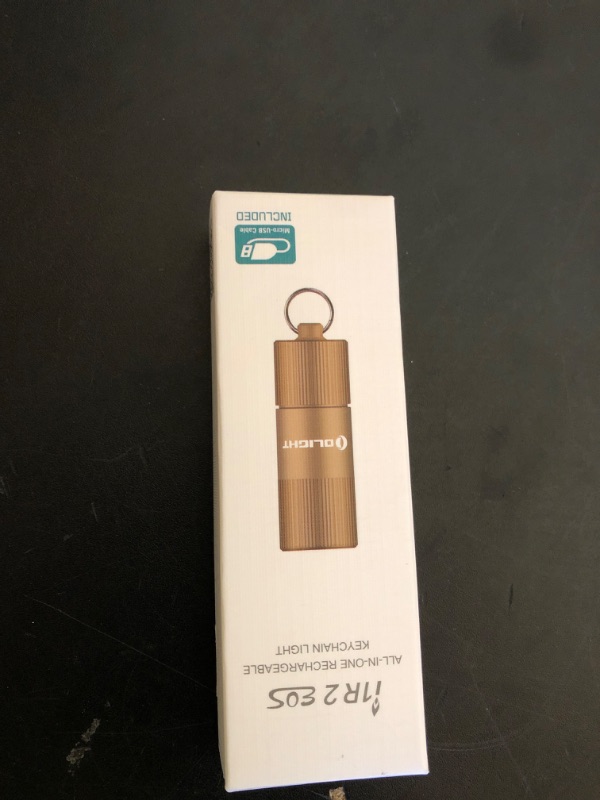 i1R 2 EOS
ALL-IN-ONE RECHARGEABLE
KEYCHAIN LIGHT
OLIGHT
Micro-USB Cable
INCLUDED